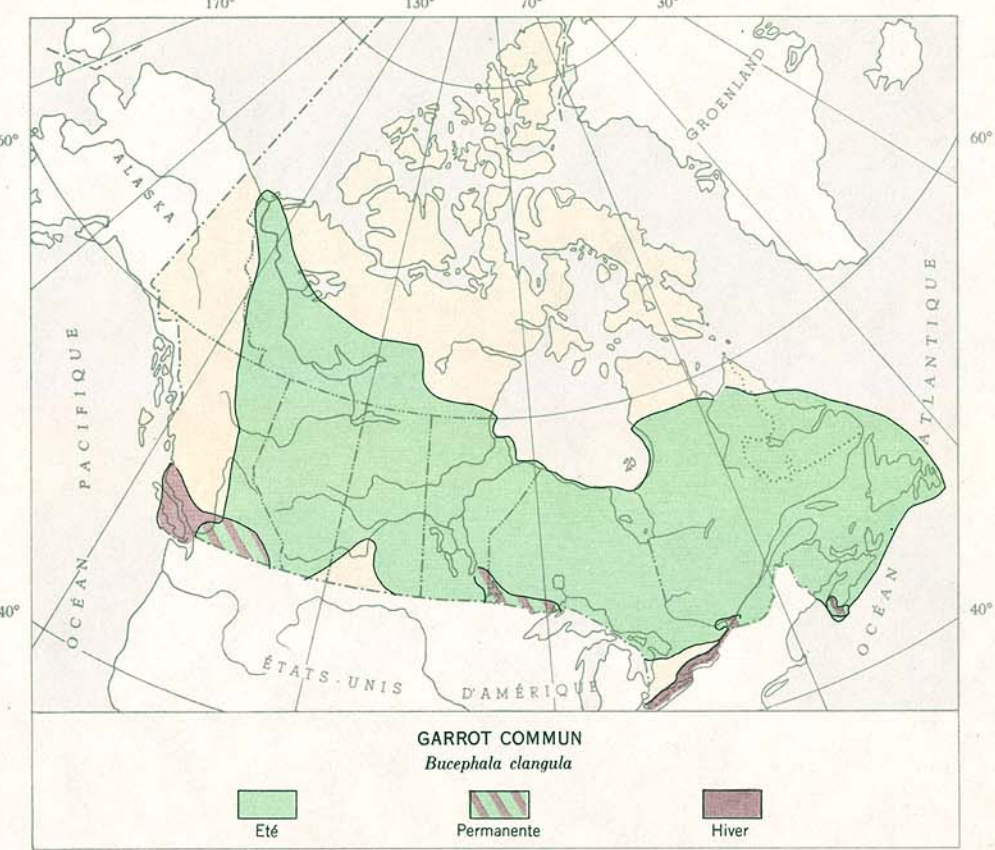 170° 130° 70° 30°
60°
60°
GROENLAND
ALASKA
OCÉAN PACIFIQUE
OCÉAN ATLANTIQUE
40°
40°
ÉTATS-UNIS D'AMÉRIQUE
GARROT COMMUN
Bucephala clangula
Eté Permanente Hiver